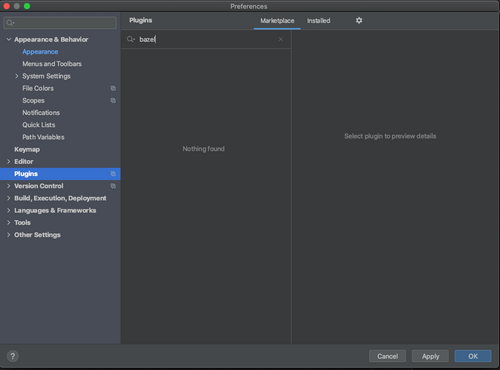 Preferences
Plugins
Marketplace
Installed
bazel
Appearance & Behavior
Appearance
Menus and Toolbars
System Settings
File Colors
Scopes
Notifications
Quick Lists
Path Variables
Keymap
Editor
Plugins
Version Control
Build, Execution, Deployment
Languages & Frameworks
Tools
Other Settings
Nothing found
Select plugin to preview details
?
Cancel
Apply
OK